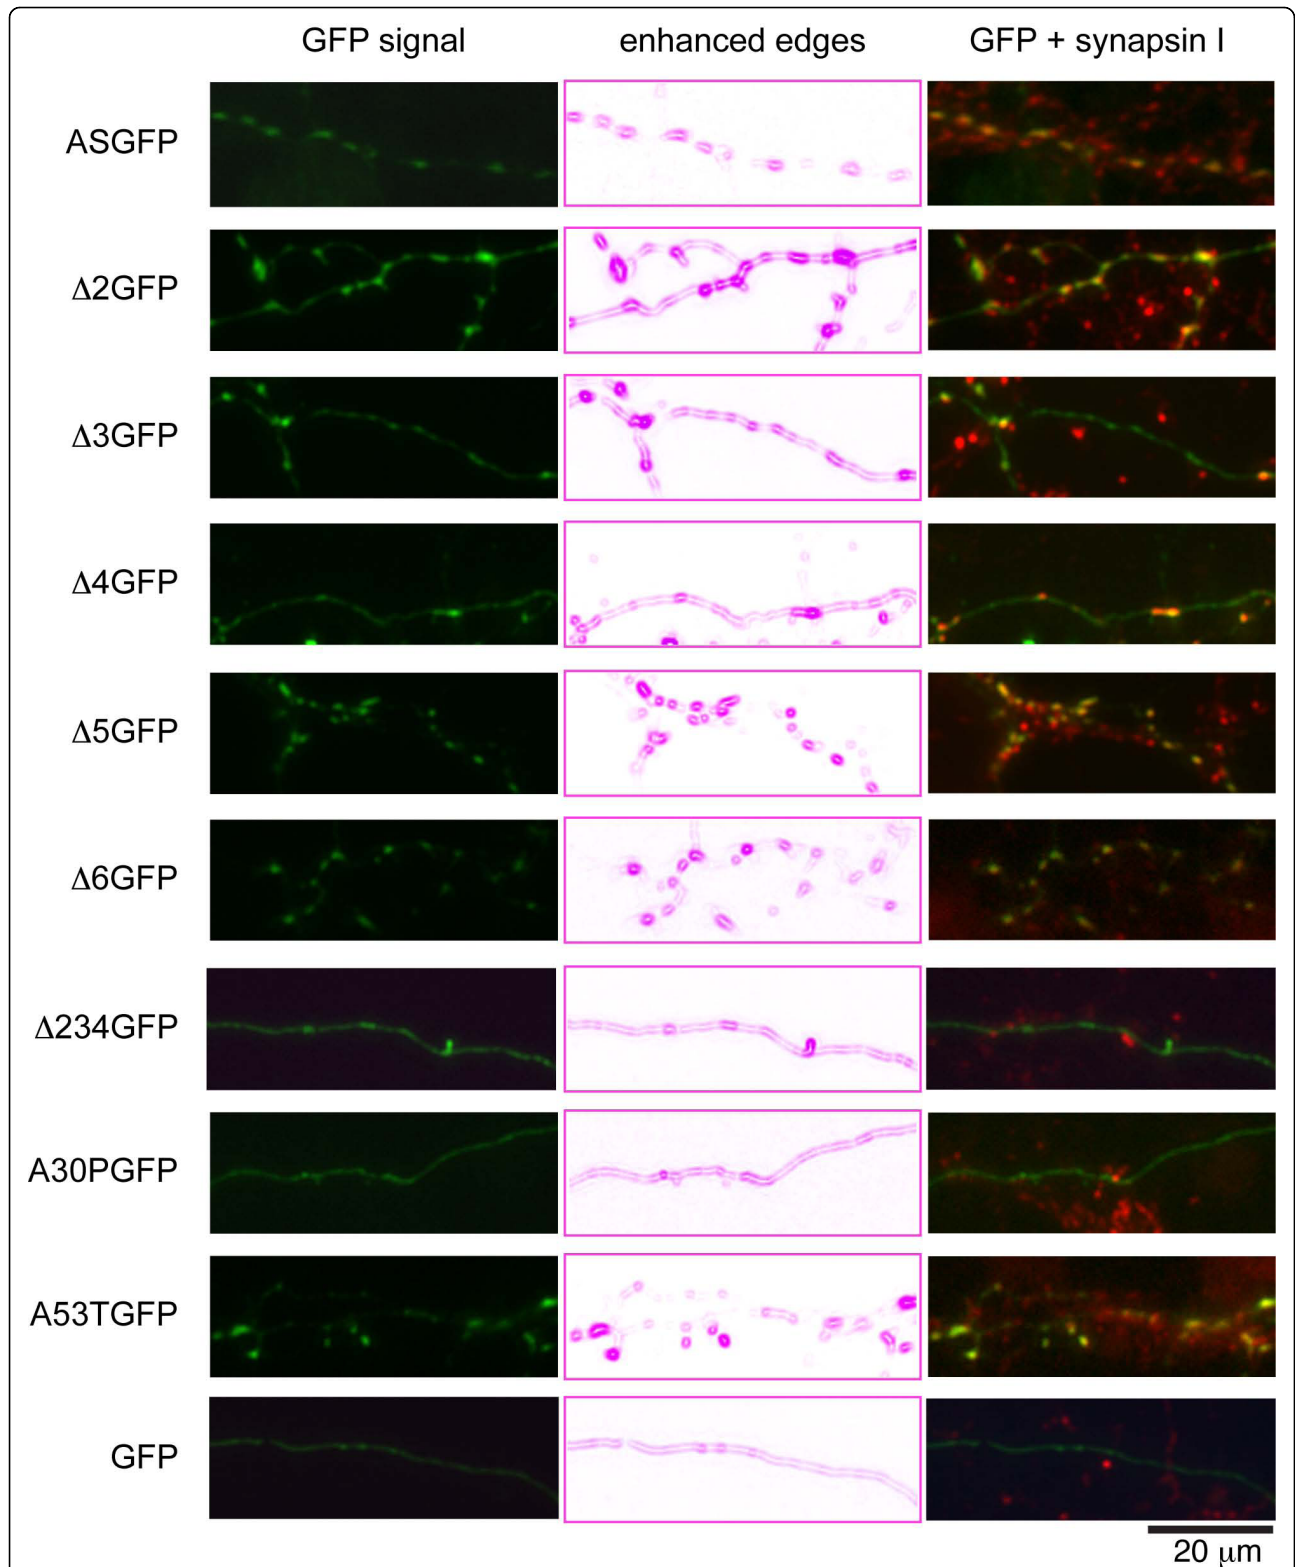 GFP signal enhanced edges GFP + synapsin I
ASGFP
Δ2GFP
Δ3GFP
Δ4GFP
Δ5GFP
Δ6GFP
Δ234GFP
A30PGFP
A53TGFP
GFP
20 μm